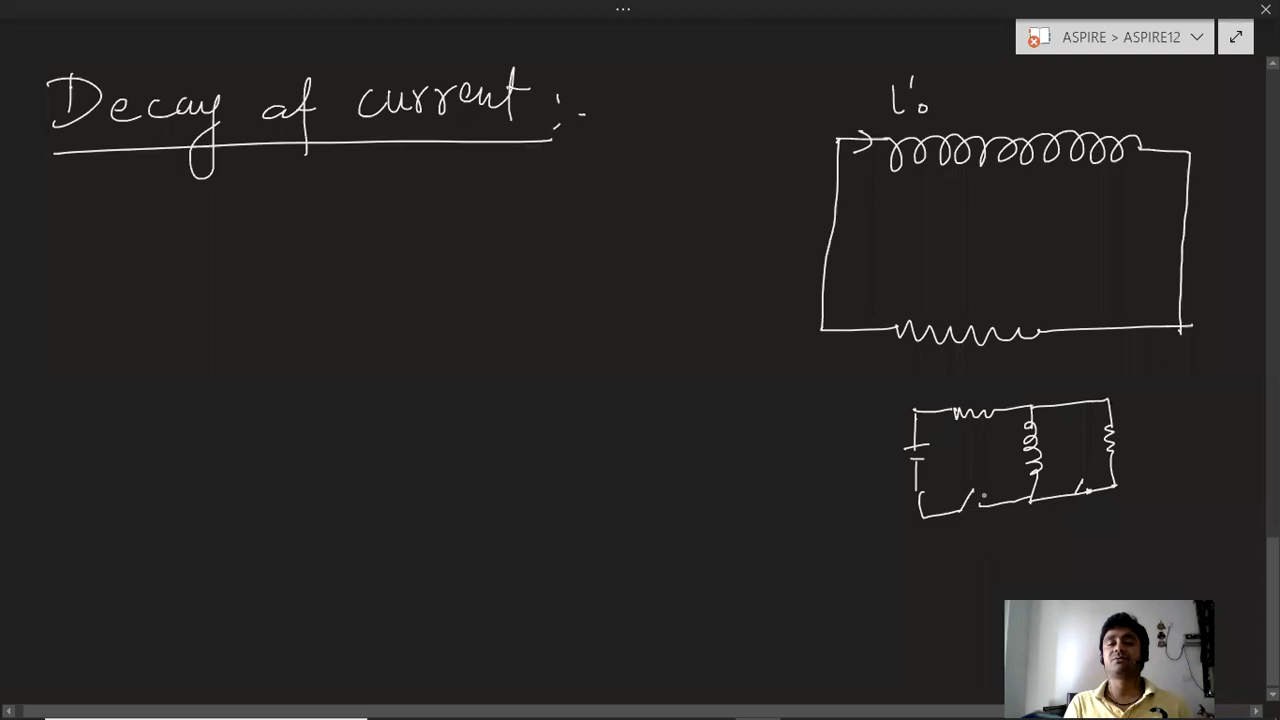 ASPIRE > ASPIRE12
Decay of current :-
i₀